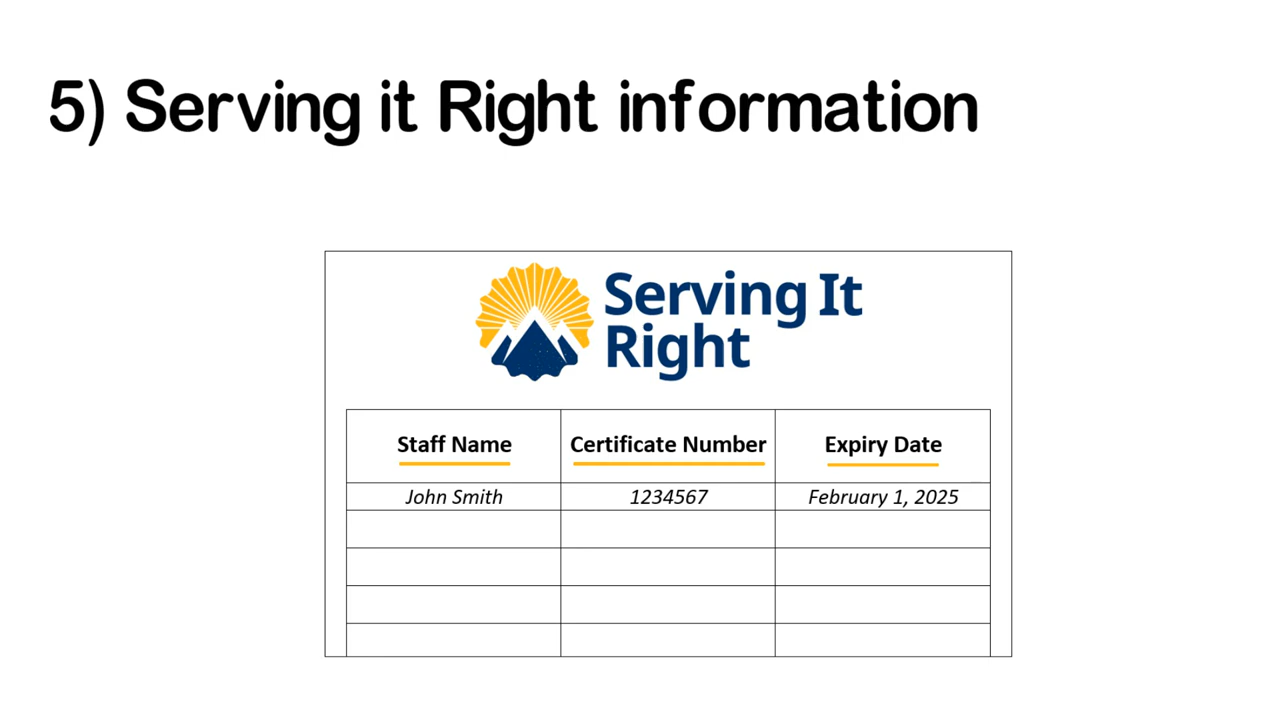 5) Serving it Right information
Serving It
Right
Staff Name Certificate Number Expiry Date
John Smith 1234567 February 1, 2025